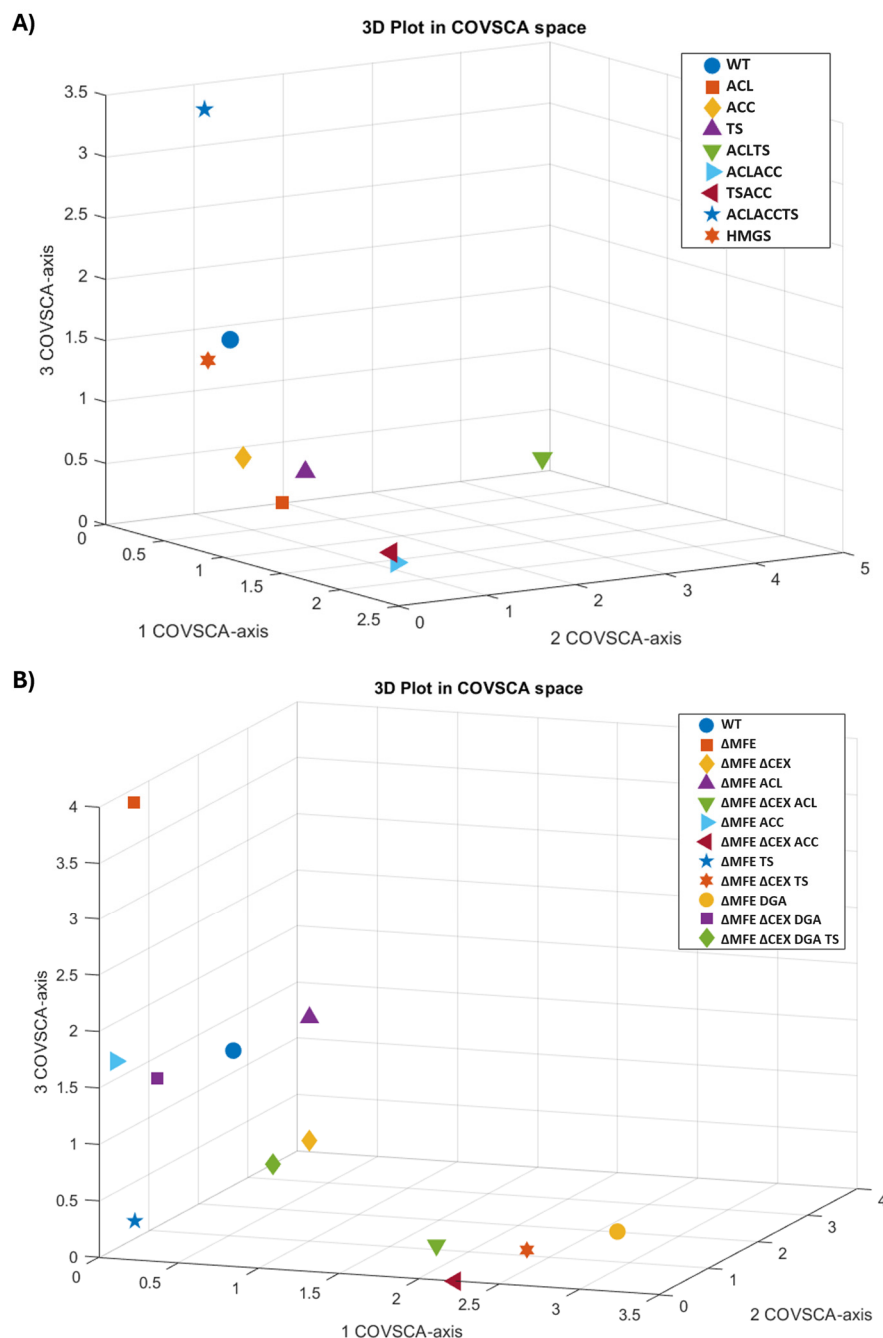 A)
3D Plot in COVSCA space
WT
ACL
ACC
TS
ACLTS
ACLACC
TSACC
ACLACCTS
HMGS
3.5
3
2.5
2
1.5
1
0.5
0
3 COVSCA-axis
0
0.5
1
1.5
2
2.5
1 COVSCA-axis
0
1
2
3
4
5
2 COVSCA-axis
B)
3D Plot in COVSCA space
WT
ΔMFE
ΔMFE ΔCEX
ΔMFE ACL
ΔMFE ΔCEX ACL
ΔMFE ACC
ΔMFE ΔCEX ACC
ΔMFE TS
ΔMFE ΔCEX TS
ΔMFE DGA
ΔMFE ΔCEX DGA
ΔMFE ΔCEX DGA TS
4
3.5
3
2.5
2
1.5
1
0.5
0
3 COVSCA-axis
0
0.5
1
1.5
2
2.5
3
3.5
1 COVSCA-axis
0
1
2
3
4
2 COVSCA-axis